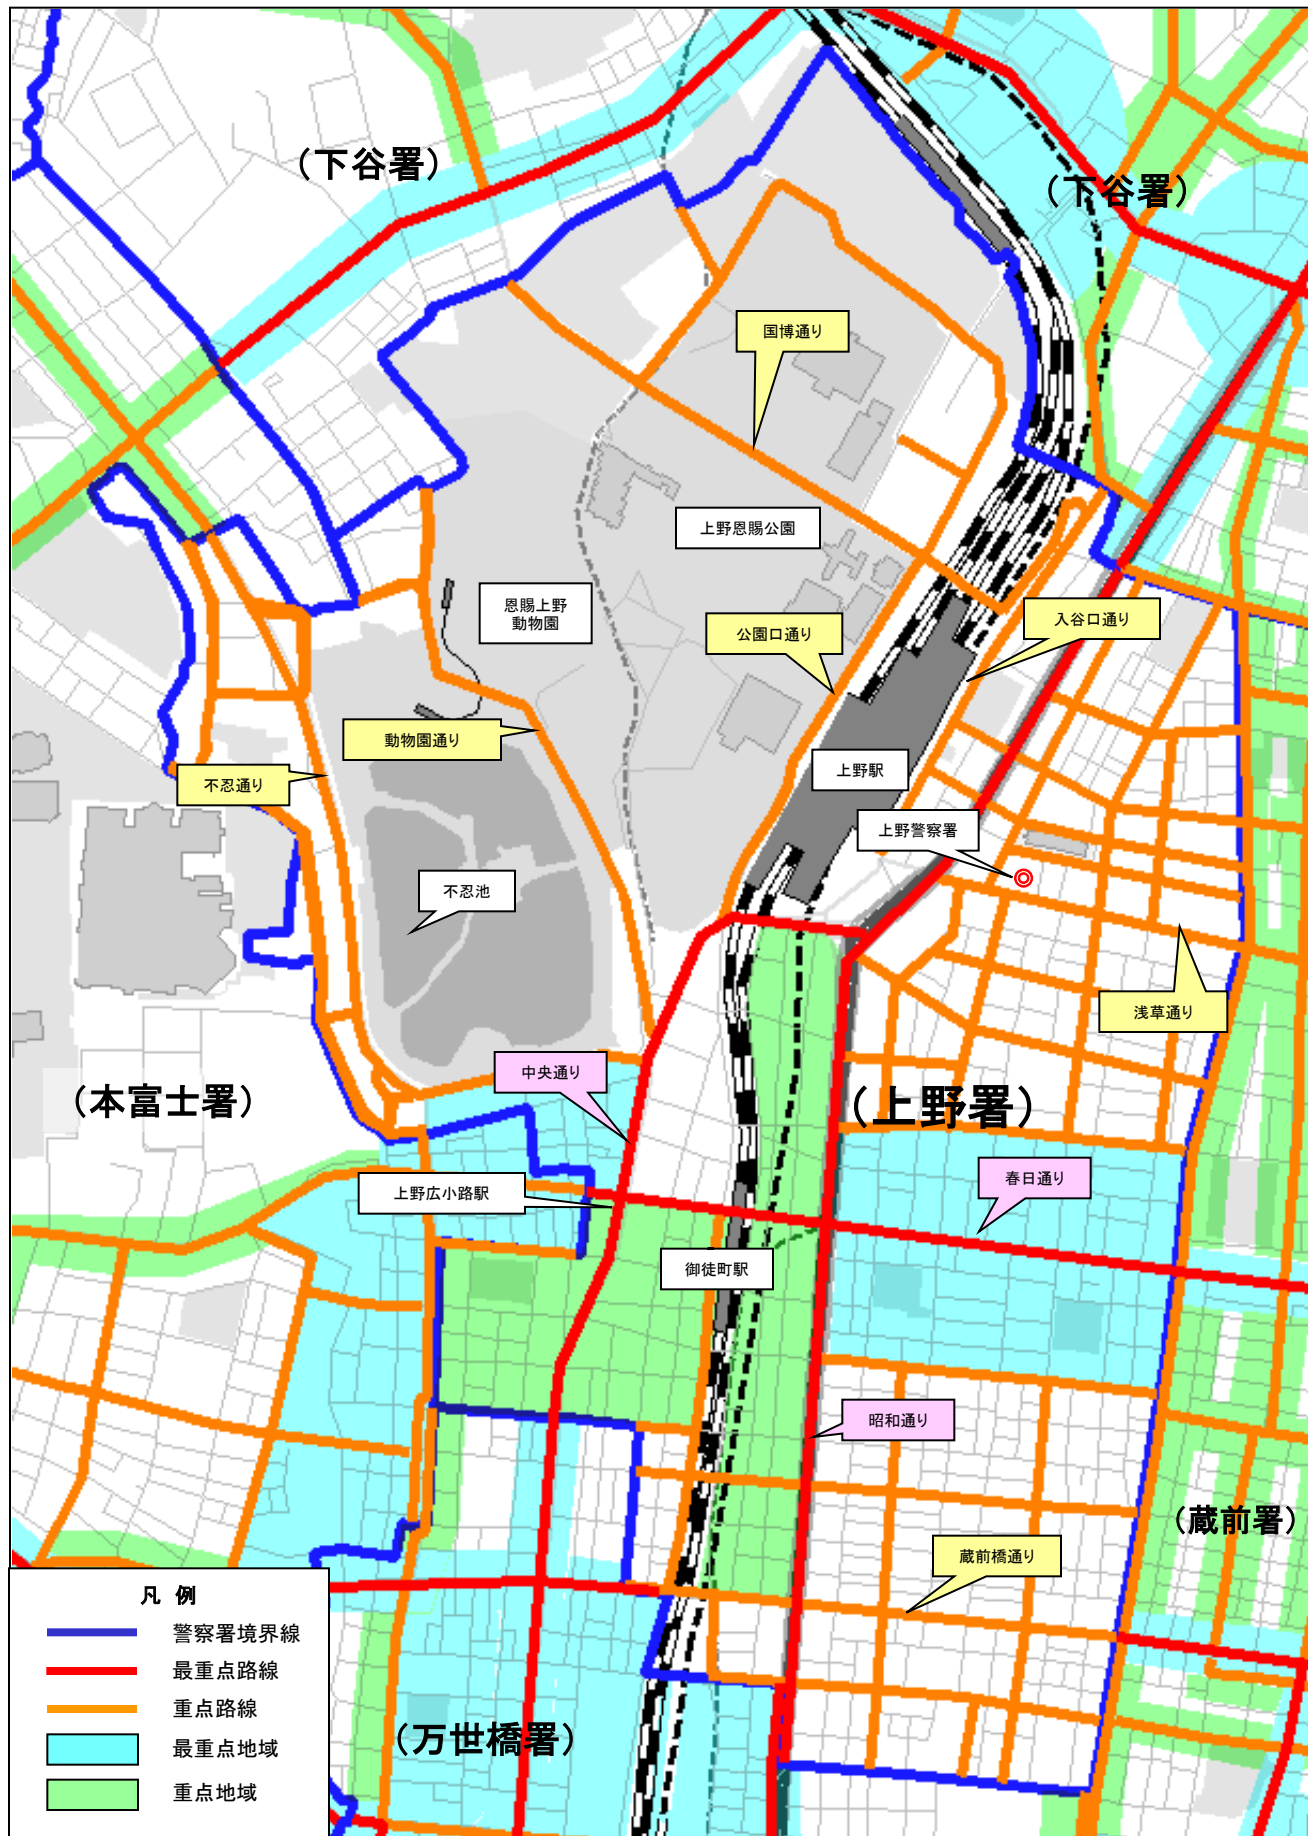 （下谷署）
（下谷署）
国博通り
上野恩賜公園
恩賜上野
動物園
公園口通り
入谷口通り
動物園通り
不忍通り
上野駅
上野警察署
不忍池
浅草通り
中央通り
（本富士署）
（上野署）
春日通り
上野広小路駅
御徒町駅
昭和通り
（蔵前署）
蔵前橋通り
凡 例
警察署境界線
最重点路線
重点路線
最重点地域
重点地域
（万世橋署）